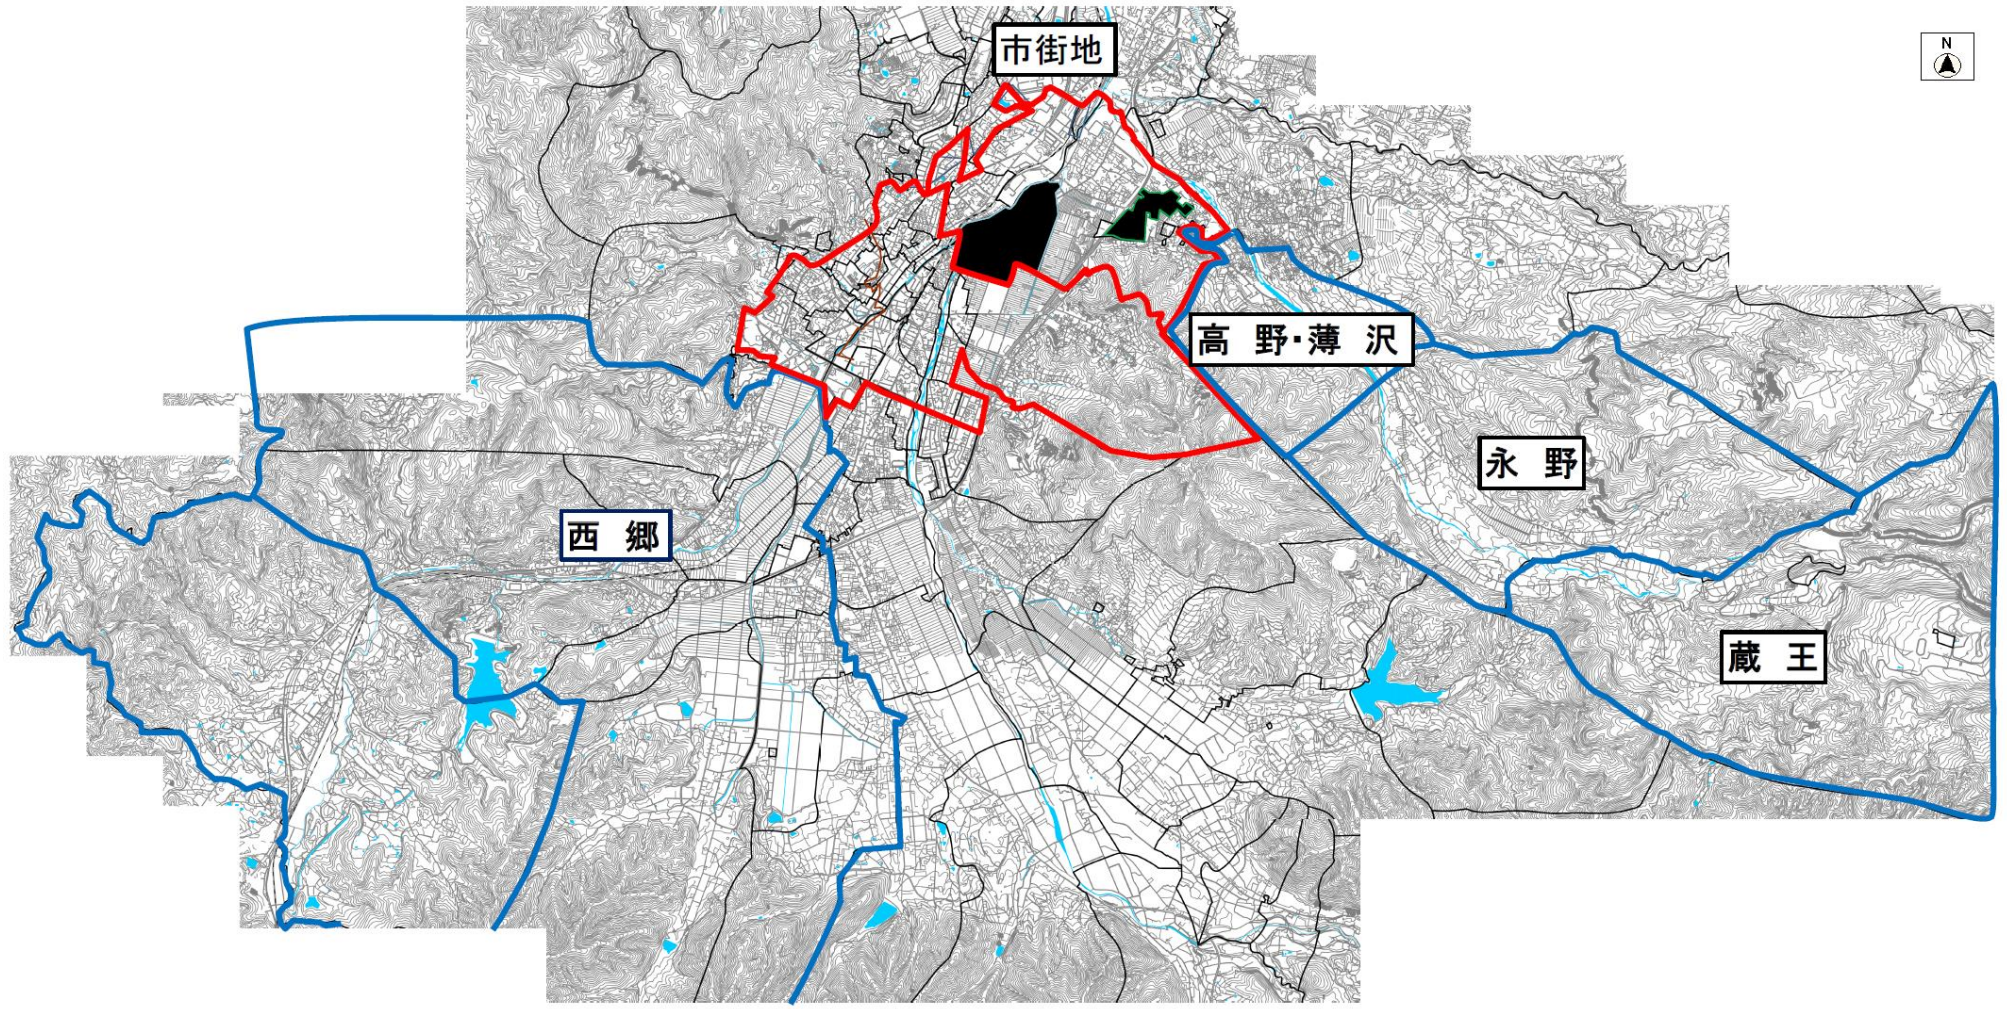 市街地
N
高 野・薄 沢
永 野
西 郷
蔵 王